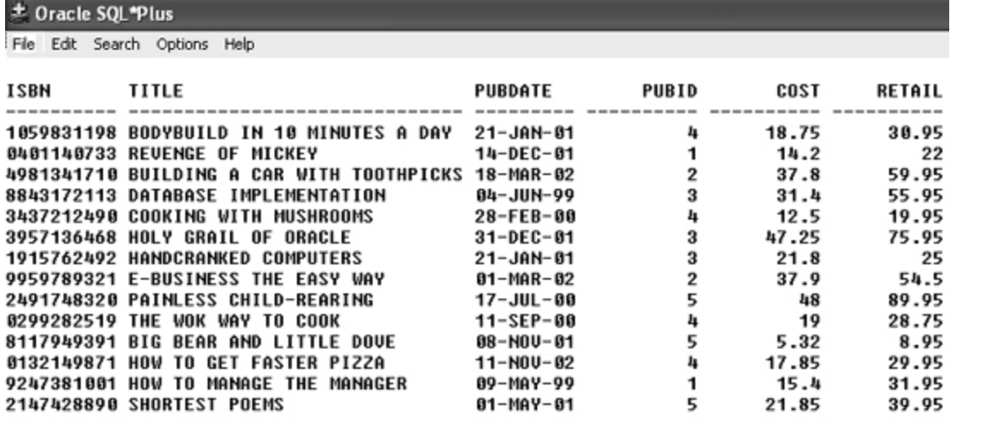 Oracle SQL*Plus
File Edit Search Options Help
ISBN TITLE PUBDATE PUBID COST RETAIL
---------- ------------------------------ --------- ---------- ---------- ----------
1059831198 BODYBUILD IN 10 MINUTES A DAY 21-JAN-01 4 18.75 30.95
0401140733 REVENGE OF MICKEY 14-DEC-01 1 14.2 22
4981341710 BUILDING A CAR WITH TOOTHPICKS 18-MAR-02 2 37.8 59.95
8843172113 DATABASE IMPLEMENTATION 04-JUN-99 3 31.4 55.95
3437212490 COOKING WITH MUSHROOMS 28-FEB-00 4 12.5 19.95
3957136468 HOLY GRAIL OF ORACLE 31-DEC-01 3 47.25 75.95
1915762492 HANDCRANKED COMPUTERS 21-JAN-01 3 21.8 25
9959789321 E-BUSINESS THE EASY WAY 01-MAR-02 2 37.9 54.5
2491748320 PAINLESS CHILD-REARING 17-JUL-00 5 48 89.95
0299282519 THE WOK WAY TO COOK 11-SEP-00 4 19 28.75
8117949391 BIG BEAR AND LITTLE DOVE 08-NOV-01 5 5.32 8.95
0132149871 HOW TO GET FASTER PIZZA 11-NOV-02 4 17.85 29.95
9247381001 HOW TO MANAGE THE MANAGER 09-MAY-99 1 15.4 31.95
2147428890 SHORTEST POEMS 01-MAY-01 5 21.85 39.95